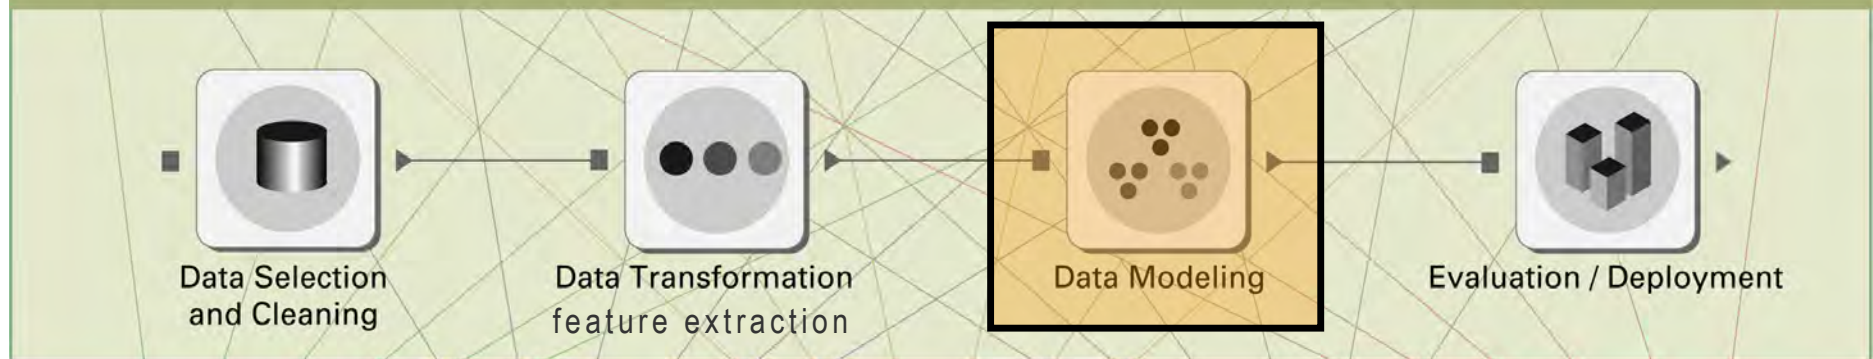 Data Selection
and Cleaning
Data Transformation
feature extraction
Data Modeling
Evaluation / Deployment